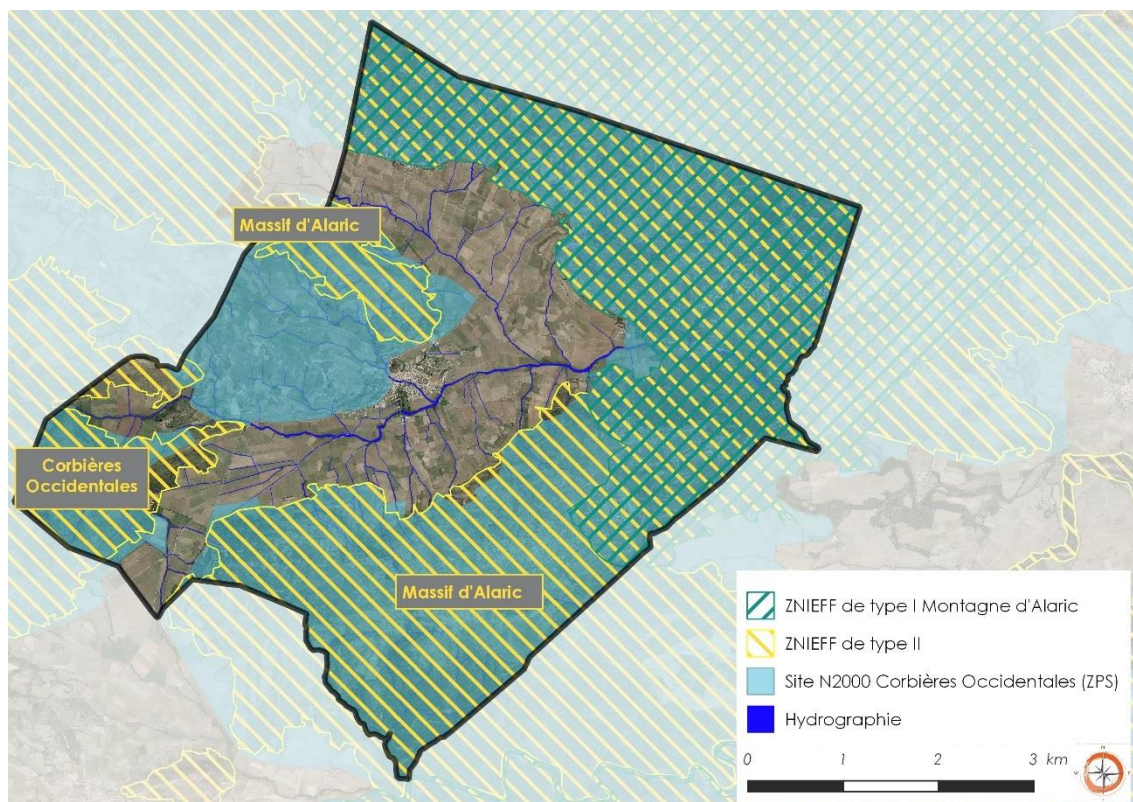 Massif d'Alaric
Corbières
Occidentales
Massif d'Alaric
ZNIEFF de type I Montagne d'Alaric
ZNIEFF de type II
Site N2000 Corbières Occidentales (ZPS)
Hydrographie
0 1 2 3 km
N